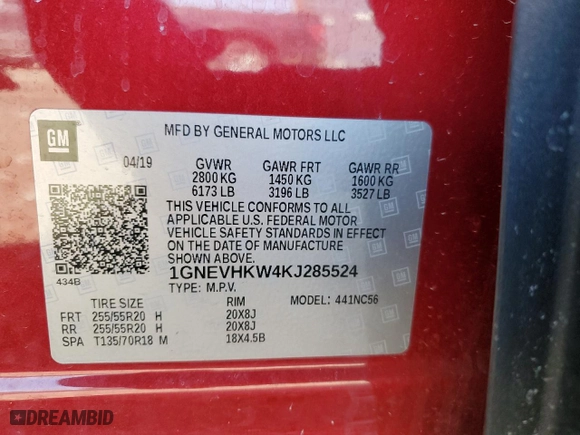 GM
MFD BY GENERAL MOTORS LLC
04/19 GVWR GAWR FRT GAWR RR
2800 KG 1450 KG 1600 KG
6173 LB 3196 LB 3527 LB
THIS VEHICLE CONFORMS TO ALL
APPLICABLE U.S. FEDERAL MOTOR
VEHICLE SAFETY STANDARDS IN EFFECT
ON THE DATE OF MANUFACTURE
SHOWN ABOVE.
434B
1GNEVHKW4KJ285524
TYPE: M.P.V. MODEL: 441NC56
TIRE SIZE RIM
FRT 255/55R20 H 20X8J
RR 255/55R20 H 20X8J
SPA T135/70R18 M 18X4.5B
DREAMBID